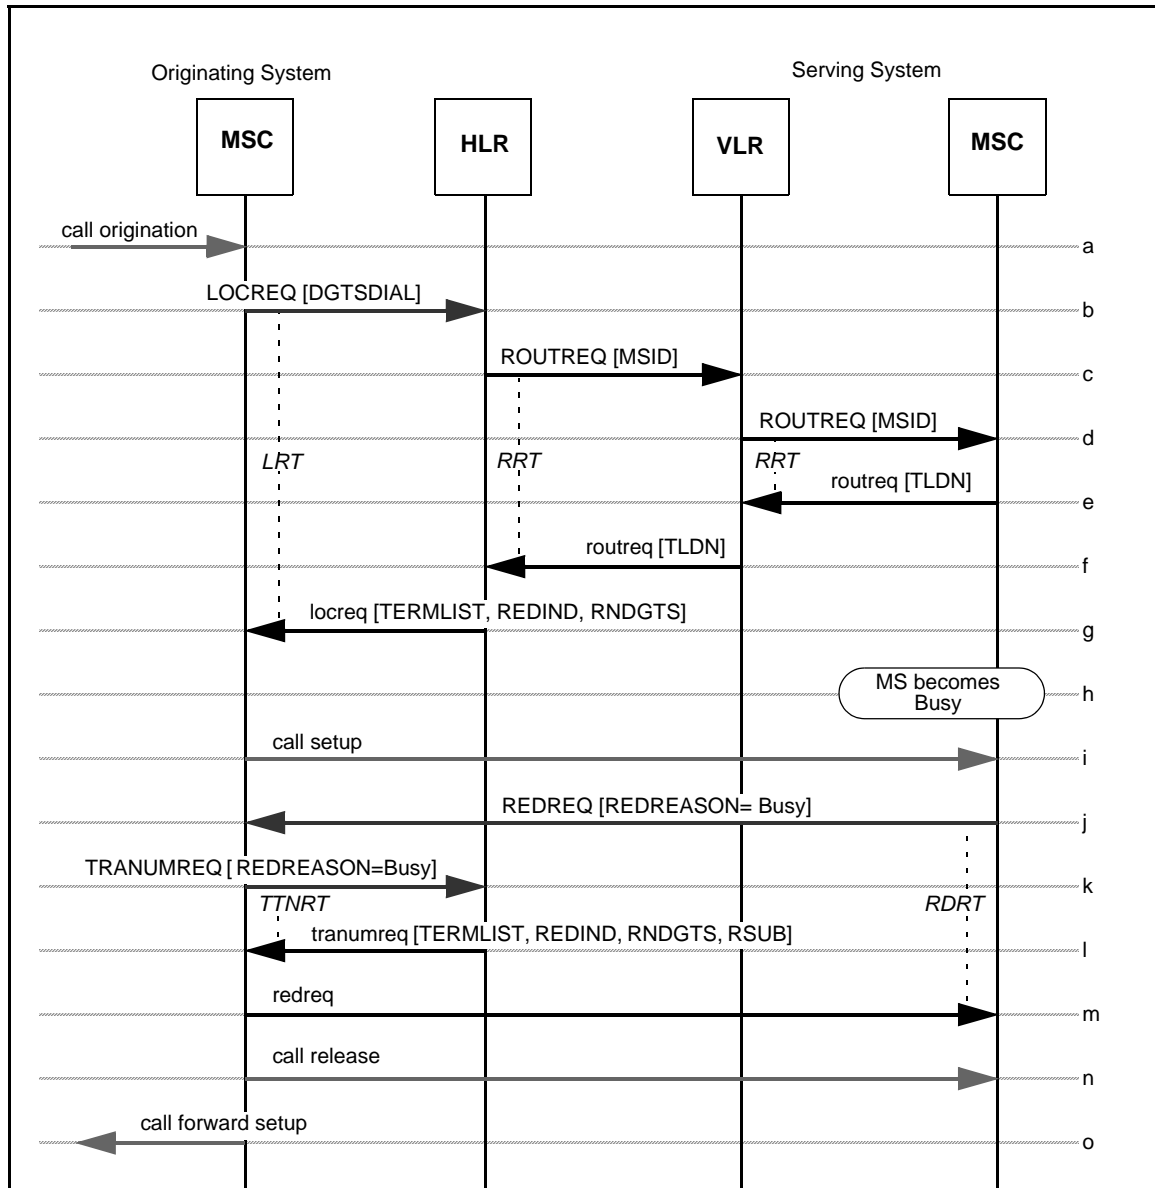 Originating System
Serving System
MSC
HLR
VLR
MSC
call origination
a
LOCREQ [DGTSDIAL]
b
ROUTREQ [MSID]
c
ROUTREQ [MSID]
d
LRT
RRT
RRT
routreq [TLDN]
e
routreq [TLDN]
f
locreq [TERMLIST, REDIND, RNDGTS]
g
MS becomes
Busy
h
call setup
i
REDREQ [REDREASON= Busy]
j
TRANUMREQ [ REDREASON=Busy]
k
TTNRT
RDRT
tranumreq [TERMLIST, REDIND, RNDGTS, RSUB]
l
redreq
m
call release
n
call forward setup
o